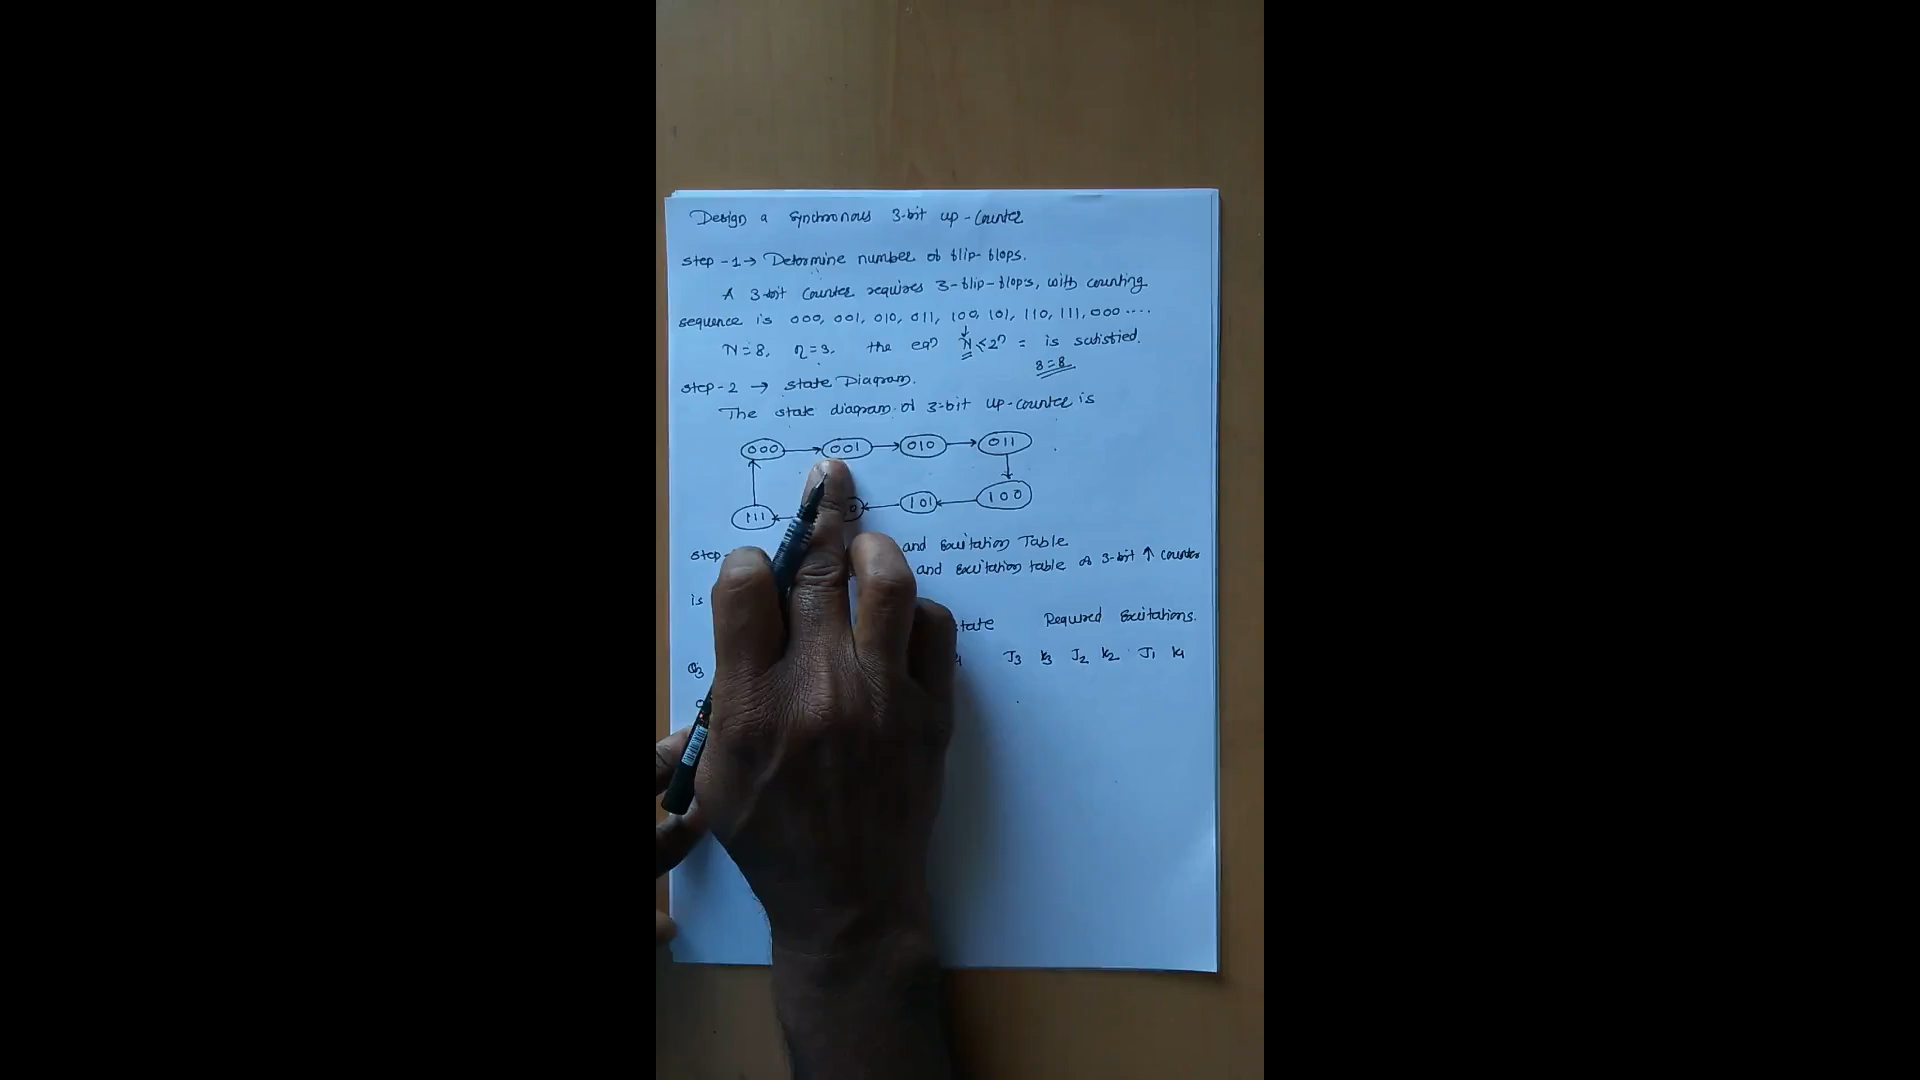 Design a Synchronous 3-bit up-Counter
Step-1→ Determine number of flip-flops.
A 3-bit Counter requires 3-flip-flops, with counting
sequence is 000, 001, 010, 011, 100, 101, 110, 111, 000 ....
N=8, n=3, the eqn N≤2ⁿ = is satisfied.
8=8
Step-2 → State Diagram.
The state diagram of 3-bit up-counter is
000 → 001 → 010 → 011
111 101 100
Step and Excitation Table
and excitation table of 3-bit ↑ counter
is
state Required Excitations.
Q3 J3 K3 J2 K2 J1 K1
0